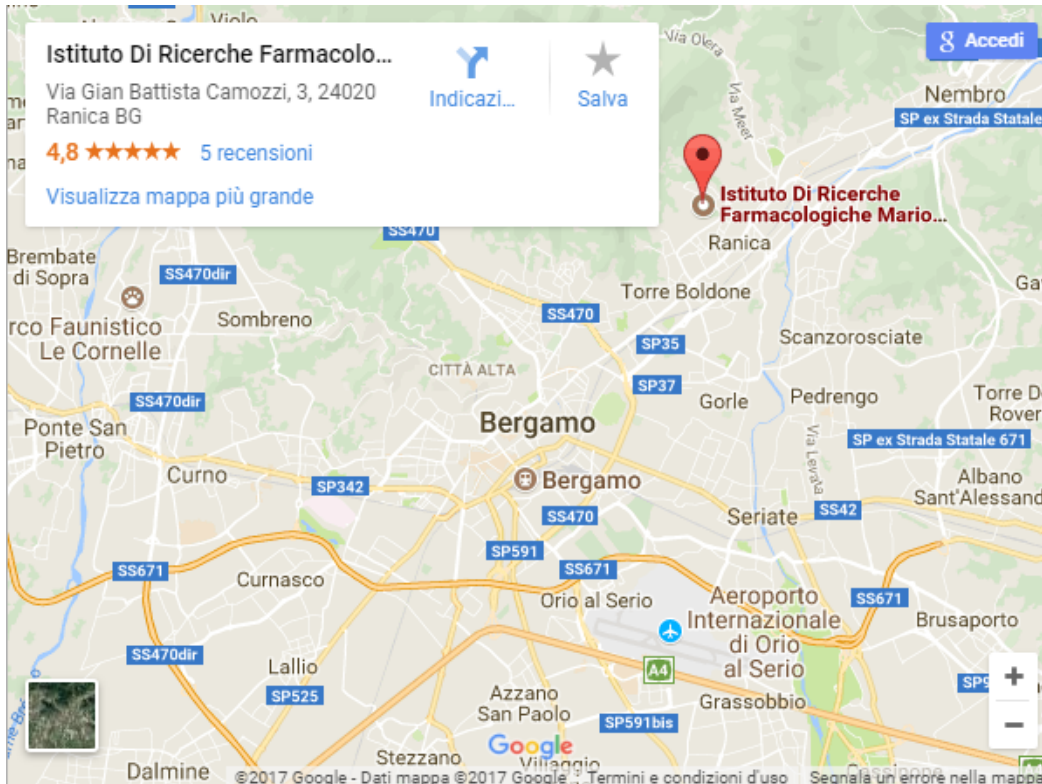 Violo
Istituto Di Ricerche Farmacolo...
Via Gian Battista Camozzi, 3, 24020
Ranica BG
4,8 5 recensioni
Visualizza mappa più grande
Indicazi...
Salva
Accedi
Via Olera
Via Meer
Nembro
SP ex Strada Statale
Istituto Di Ricerche
Farmacologiche Mario...
Ranica
SS470
Brembate
di Sopra
SS470dir
Torre Boldone
Ga
SS470
rco Faunistico
Le Cornelle
Sombreno
SP35
Scanzorosciate
CITTÀ ALTA
SP37
SS470dir
Gorle
Pedrengo
Torre D
Rover
Ponte San
Pietro
Bergamo
SP ex Strada Statale 671
Via Levata
Curno
SP342
Bergamo
Albano
Sant'Alessand
SS470
Seriate
SS42
SP591
SS671
SS671
Curnasco
Orio al Serio
Aeroporto
Internazionale
di Orio
al Serio
SS671
Brusaporto
SS470dir
Lallio
A4
SP525
Azzano
San Paolo
Grassobbio
SP9
+
−
SP591bis
Google
Stezzano
Villaggio
Dalmine
©2017 Google - Dati mappa ©2017 Google
Termini e condizioni d'uso
Segnala un errore nella mappa